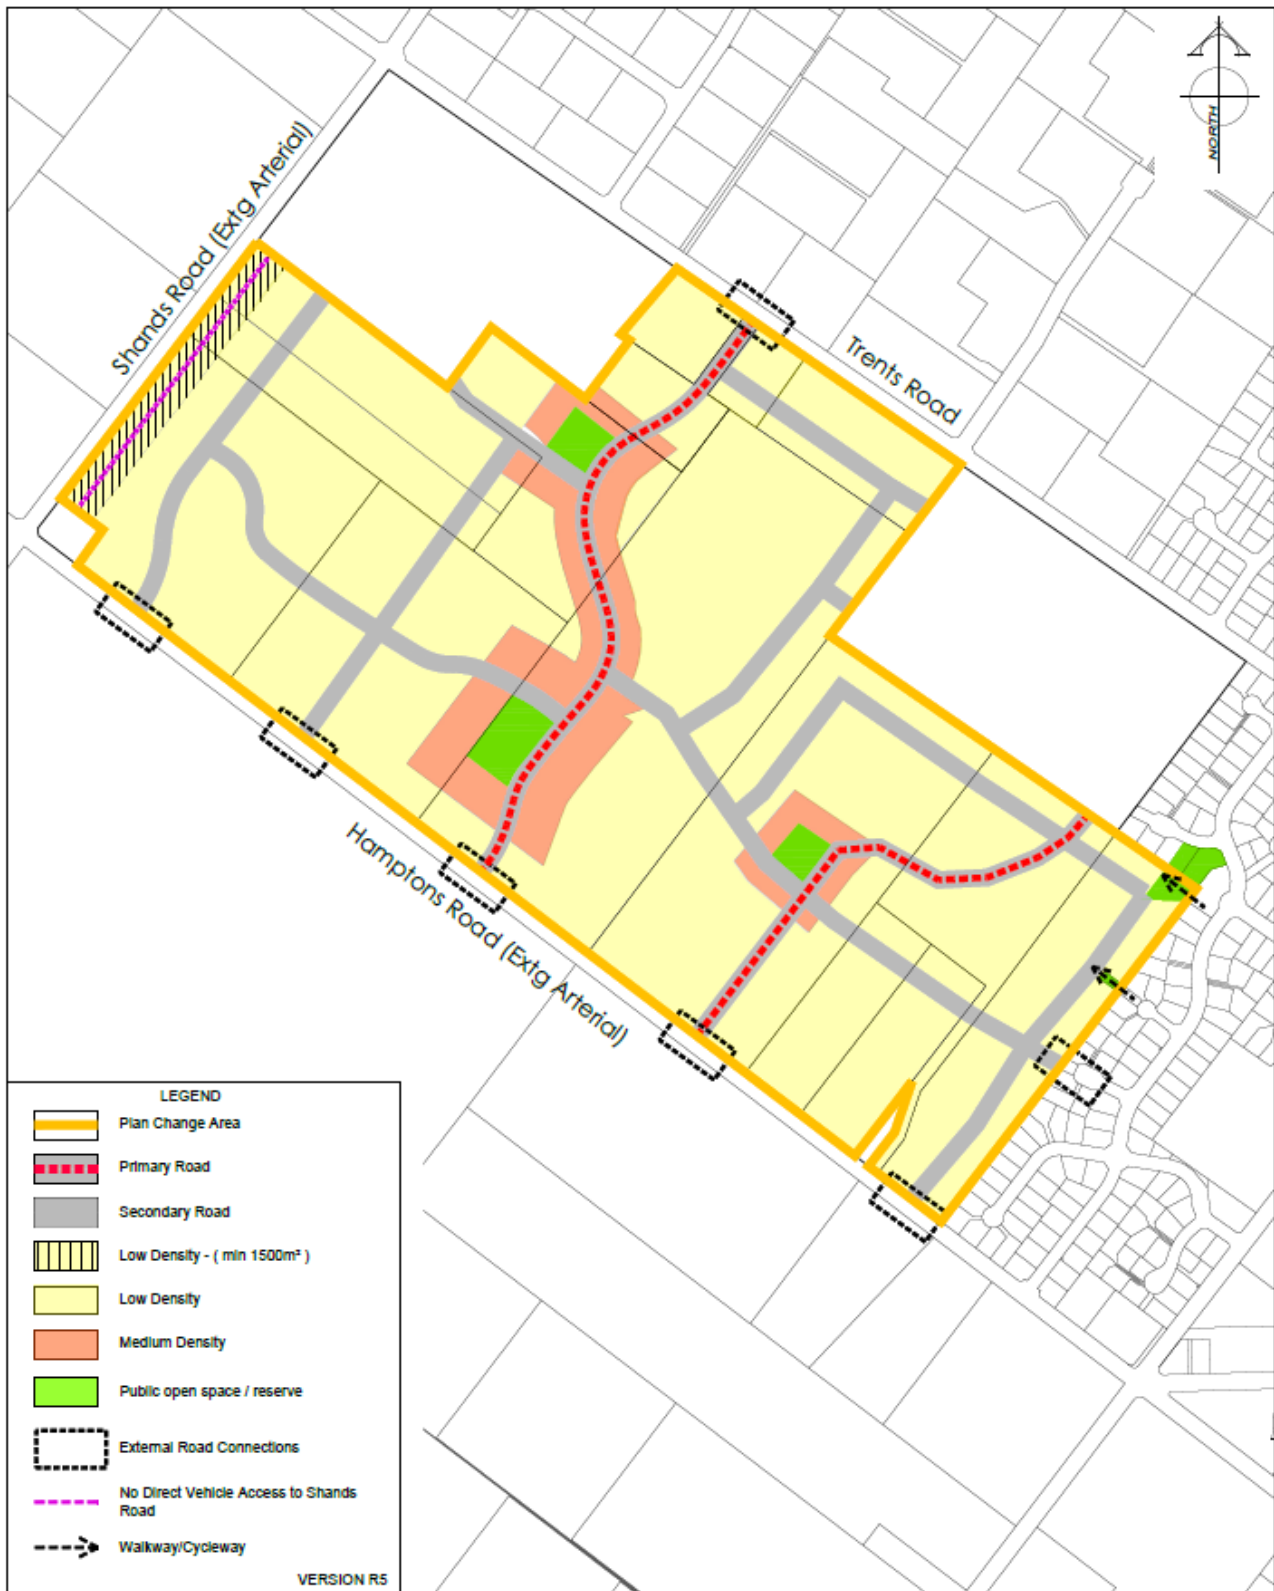 NORTH
Shands Road (Extg Arterial)
Trents Road
Hamptons Road (Extg Arterial)
LEGEND
Plan Change Area
Primary Road
Secondary Road
Low Density - ( min 1500m² )
Low Density
Medium Density
Public open space / reserve
External Road Connections
No Direct Vehicle Access to Shands
Road
Walkway/Cycleway
VERSION R5